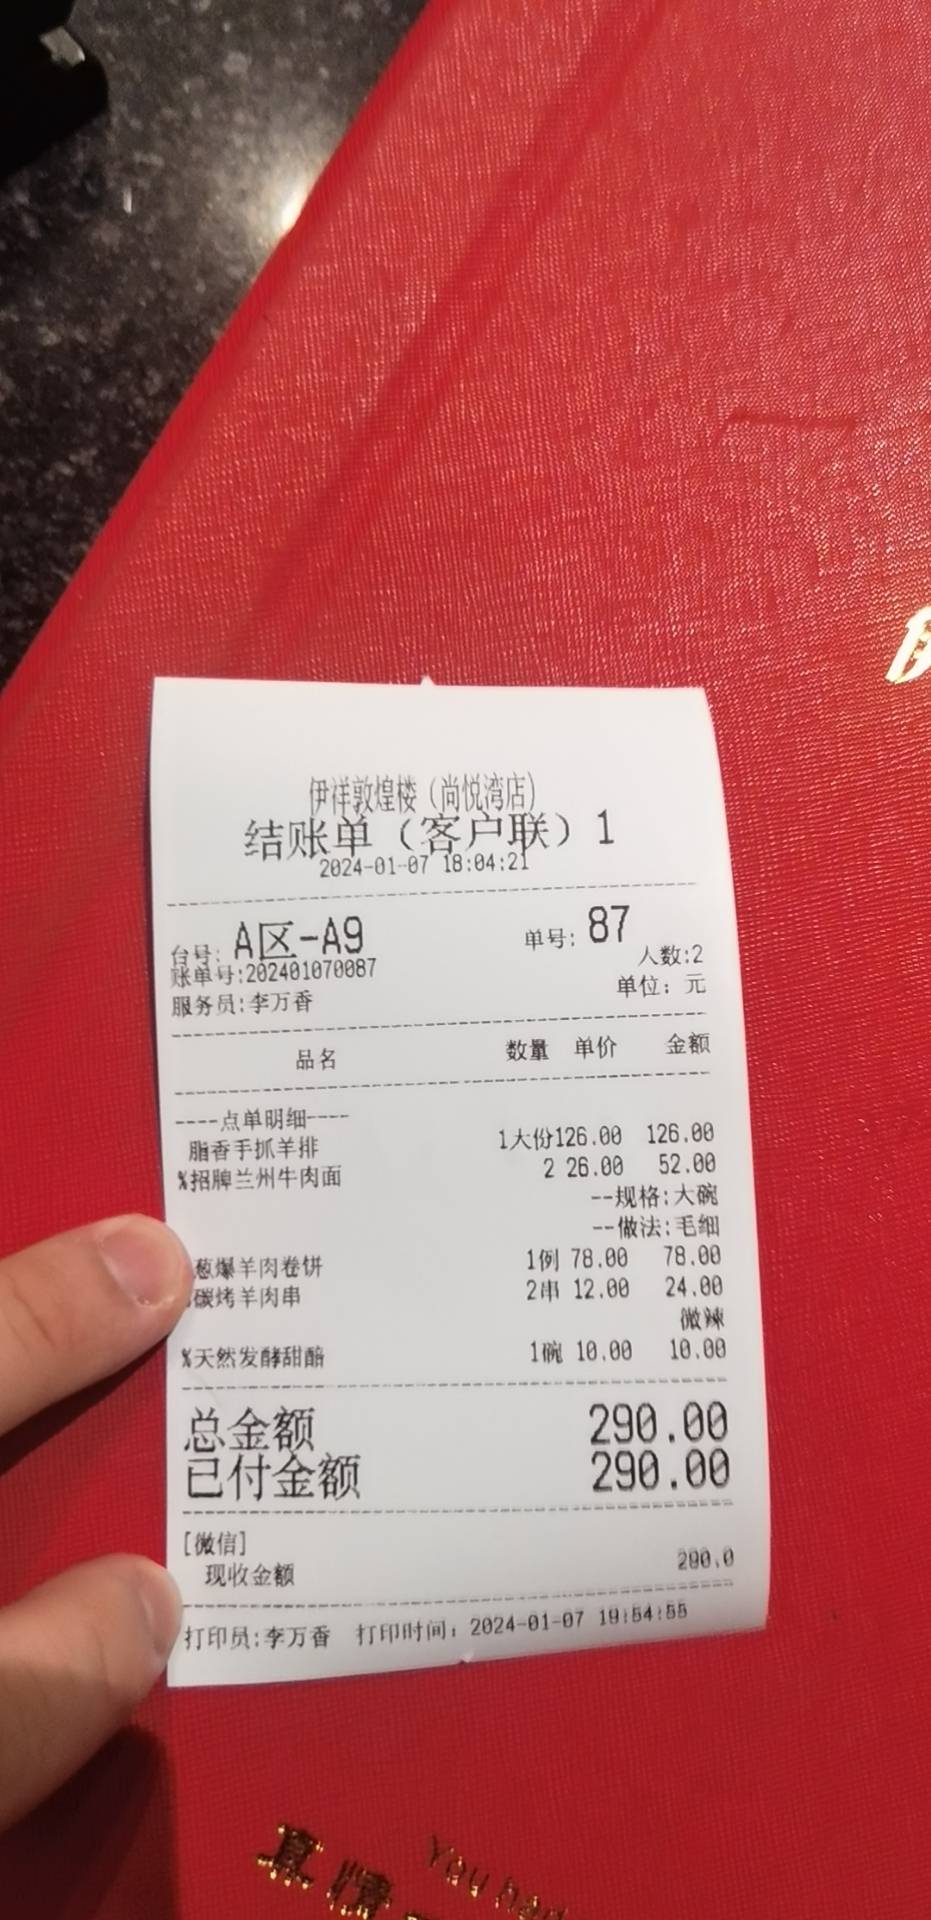 伊祥敦煌楼（尚悦湾店）
结账单（客户联）1
2024-01-07 18:04:21
台号: A区-A9 单号: 87
账单号:202401070087 人数:2
服务员:李万香 单位: 元
品名 数量 单价 金额
----点单明细----
脂香手抓羊排 1大份126.00 126.00
%招牌兰州牛肉面 2 26.00 52.00
--规格:大碗
--做法:毛细
葱爆羊肉卷饼 1例 78.00 78.00
碳烤羊肉串 2串 12.00 24.00
微辣
%天然发酵甜醅 1碗 10.00 10.00
总金额 290.00
已付金额 290.00
[微信]
现收金额 290.0
打印员:李万香 打印时间: 2024-01-07 19:54:55
You had
真情